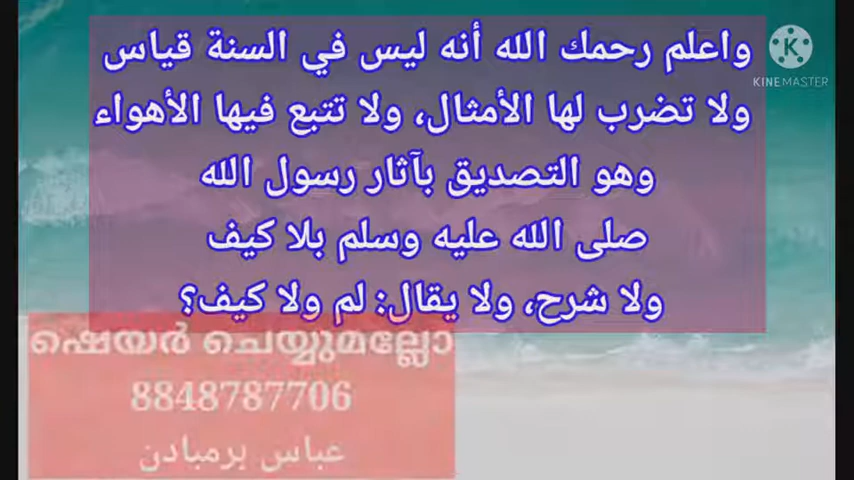 واعلم رحمك الله أنه ليس في السنة قياس
ولا تضرب لها الأمثال، ولا تتبع فيها الأهواء
وهو التصديق بآثار رسول الله
صلى الله عليه وسلم بلا كيف
ولا شرح، ولا يقال: لم ولا كيف؟
KINEMASTER
ഷെയർ ചെയ്യുമല്ലോ
8848787706
عباس برمبادن